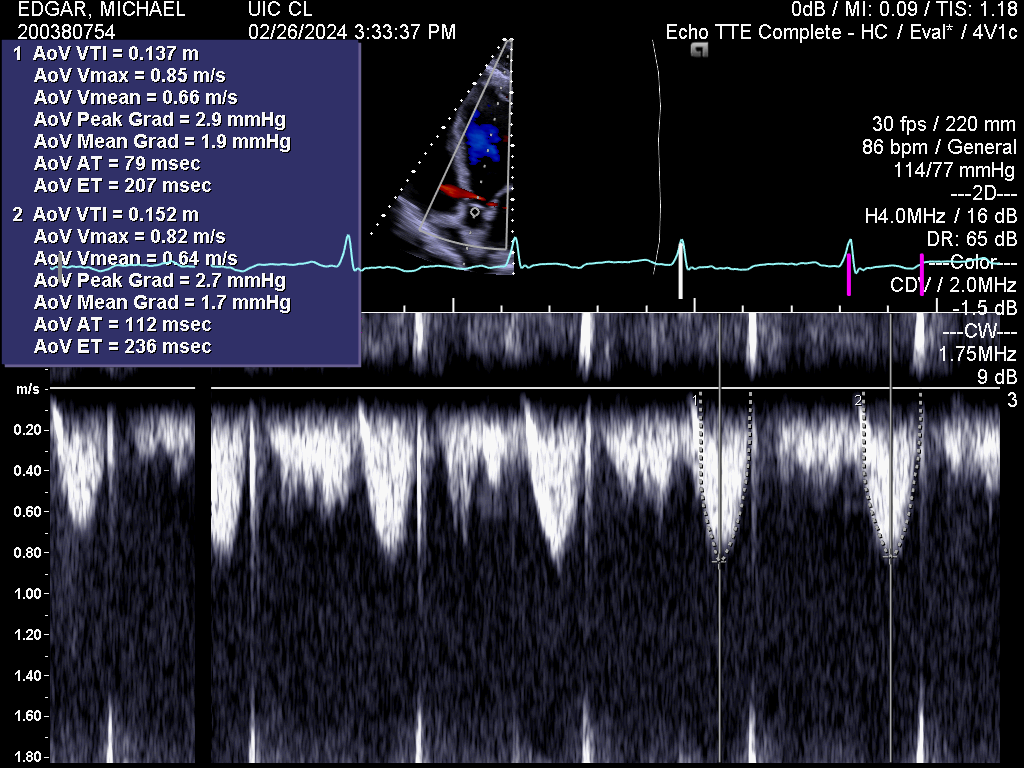 EDGAR, MICHAEL
200380754
UIC CL
02/26/2024 3:33:37 PM
0dB / MI: 0.09 / TIS: 1.18
Echo TTE Complete - HC / Eval* / 4V1c
1 AoV VTI = 0.137 m
AoV Vmax = 0.85 m/s
AoV Vmean = 0.66 m/s
AoV Peak Grad = 2.9 mmHg
AoV Mean Grad = 1.9 mmHg
AoV AT = 79 msec
AoV ET = 207 msec
2 AoV VTI = 0.152 m
AoV Vmax = 0.82 m/s
AoV Vmean = 0.64 m/s
AoV Peak Grad = 2.7 mmHg
AoV Mean Grad = 1.7 mmHg
AoV AT = 112 msec
AoV ET = 236 msec
30 fps / 220 mm
86 bpm / General
114/77 mmHg
---2D---
H4.0MHz / 16 dB
DR: 65 dB
---Color---
CDV / 2.0MHz
-1.5 dB
---CW---
1.75MHz
9 dB
3
m/s
1
2
0.20
0.40
0.60
0.80
1.00
1.20
1.40
1.60
1.80